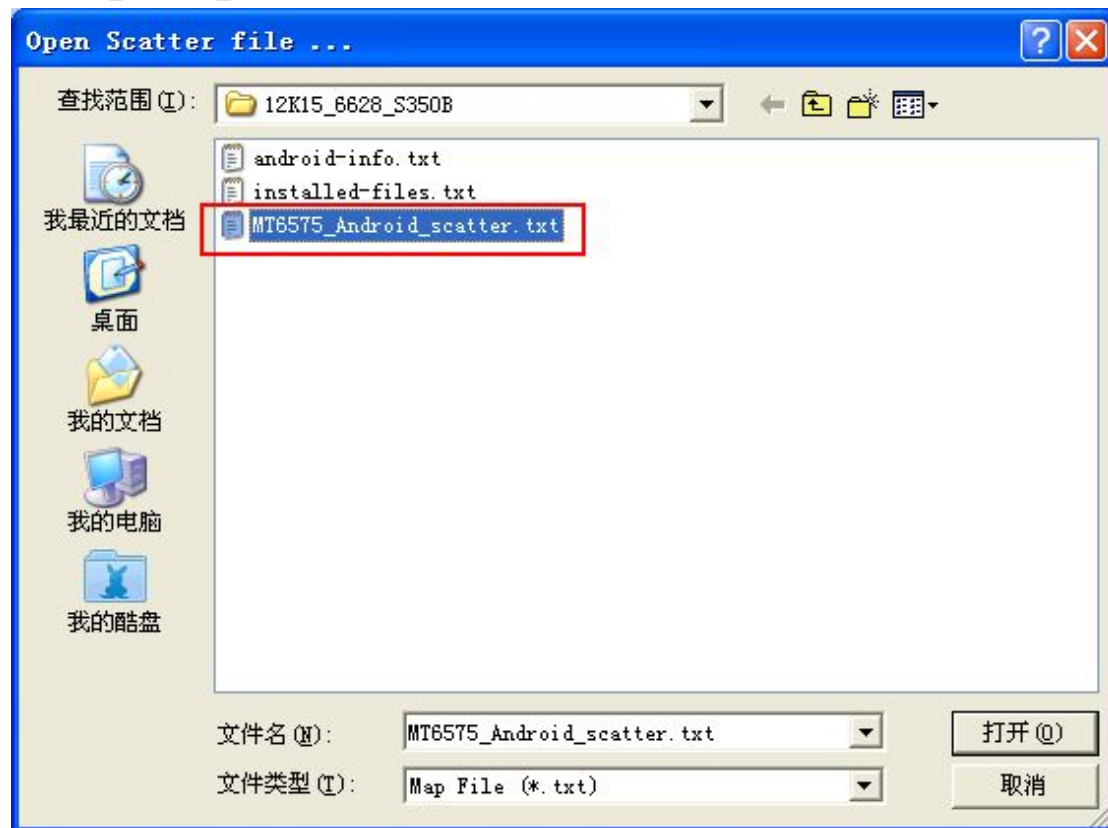 Open Scatter file ...
查找范围(I):
12K15_6628_S350B
android-info.txt
installed-files.txt
MT6575_Android_scatter.txt
我最近的文档
桌面
我的文档
我的电脑
我的酷盘
文件名(N):
MT6575_Android_scatter.txt
打开(O)
文件类型(T):
Map File (*.txt)
取消